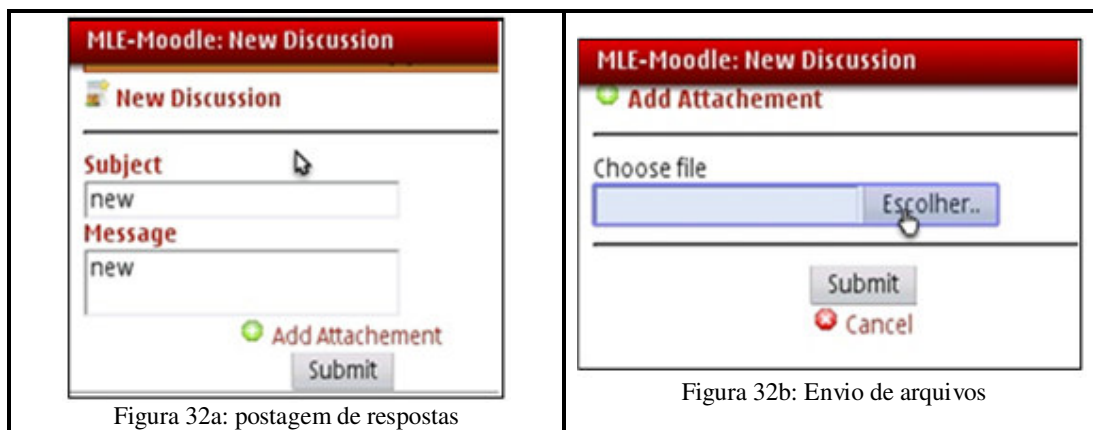 MLE-Moodle: New Discussion
New Discussion
Subject
new
Message
new
Add Attachement
Submit
Figura 32a: postagem de respostas
MLE-Moodle: New Discussion
Add Attachement
Choose file
Escolher..
Submit
Cancel
Figura 32b: Envio de arquivos